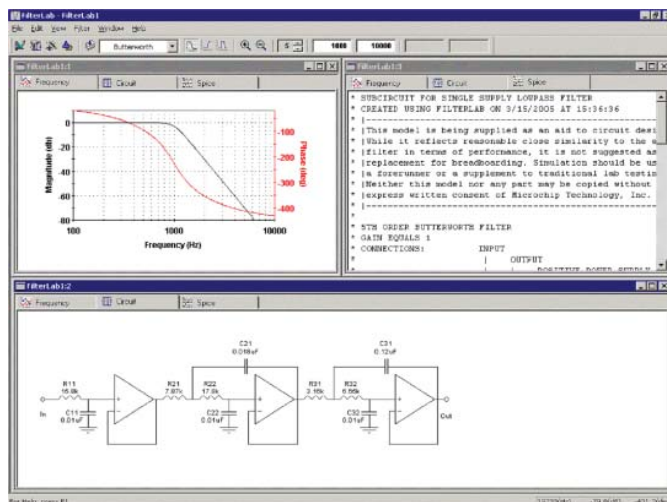 FilterLab - FilterLab1
File Edit View Filter Window Help
Butterworth 5 1000 10000
FilterLab1:1
Frequency Circuit Spice
0
-20
-40
-60
-80
Magnitude (db)
-100
-200
-300
-400
Phase (deg)
100 1000 10000
Frequency (Hz)
FilterLab1:3
Frequency Circuit Spice
* SUBCIRCUIT FOR SINGLE SUPPLY LOWPASS FILTER
* CREATED USING FILTERLAB ON 3/15/2005 AT 15:36:36
* |--------------------------------------------
* |This model is being supplied as an aid to circuit desi
* |While it reflects reasonable close similarity to the a
* |filter in terms of performance, it is not suggested as
* |replacement for breadboarding. Simulation should be us
* |a forerunner or a supplement to traditional lab testin
* |Neither this model nor any part may be copied without
* |express written consent of Microchip Technology, Inc.
* |--------------------------------------------
*
* 5TH ORDER BUTTERWORTH FILTER
* GAIN EQUALS 1
* CONNECTIONS: INPUT
* | OUTPUT
* | | POSITIVE POWER SUPPLY
FilterLab1:2
Frequency Circuit Spice
C21
0.018uF
C31
0.12uF
R11
R21
7.87k
R22
R31
R32
In
C11
0.01uF
C22
0.01uF
C32
0.01uF
Out